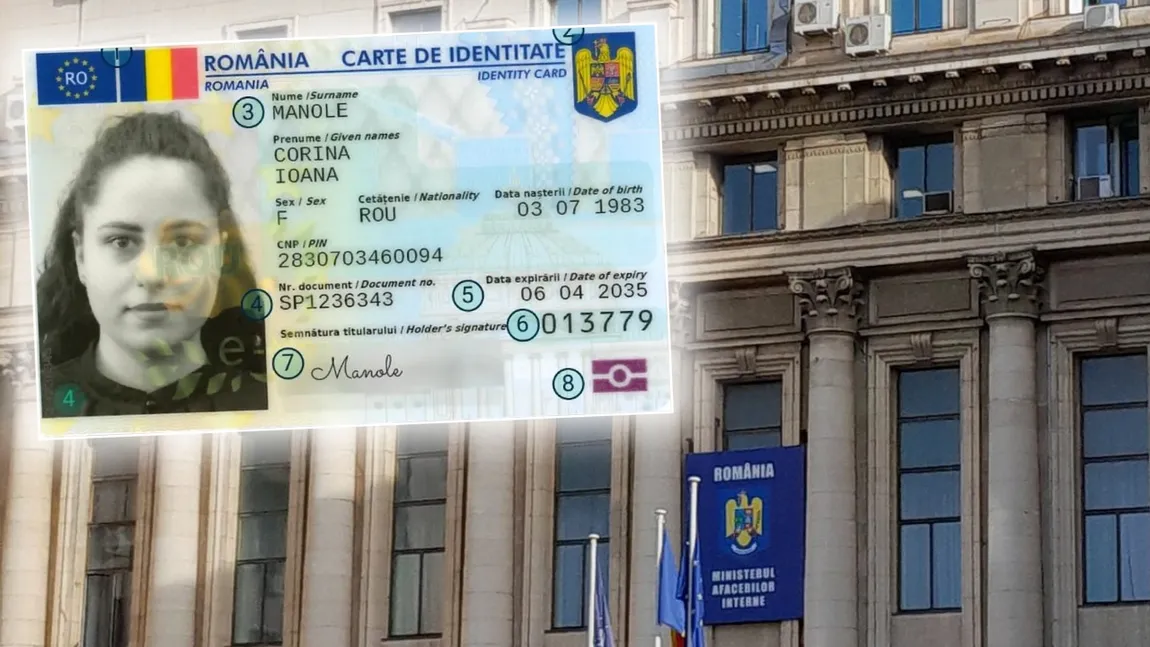 1
2
RO
ROMÂNIA CARTE DE IDENTITATE
ROMANIA IDENTITY CARD
3
Nume / Surname
MANOLE
Prenume / Given names
CORINA
IOANA
Sex / Sex Cetățenie / Nationality Data nasterii / Date of birth
F ROU 03 07 1983
CNP / PIN
2830703460094
Nr. document / Document no. Data expirării / Date of expiry
4 SP1236343 5 06 04 2035
Semnătura titularului / Holder's signature 6 013779
7 Manole
8
4
ROU
e-
ROMÂNIA
MINISTERUL
AFACERILOR
INTERNE